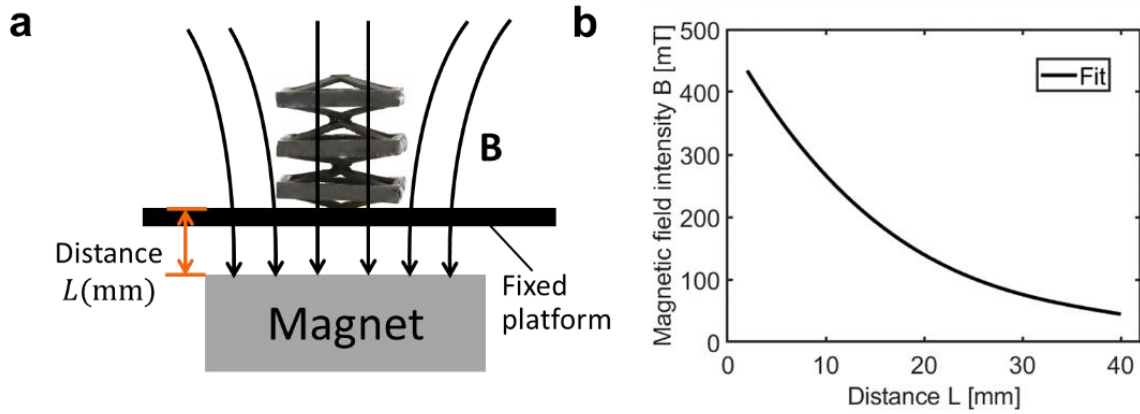 a
B
Distance
L(mm)
Fixed
platform
Magnet
b
Magnetic field intensity B [mT]
500
400
300
200
100
0
Fit
0
10
20
30
40
Distance L [mm]